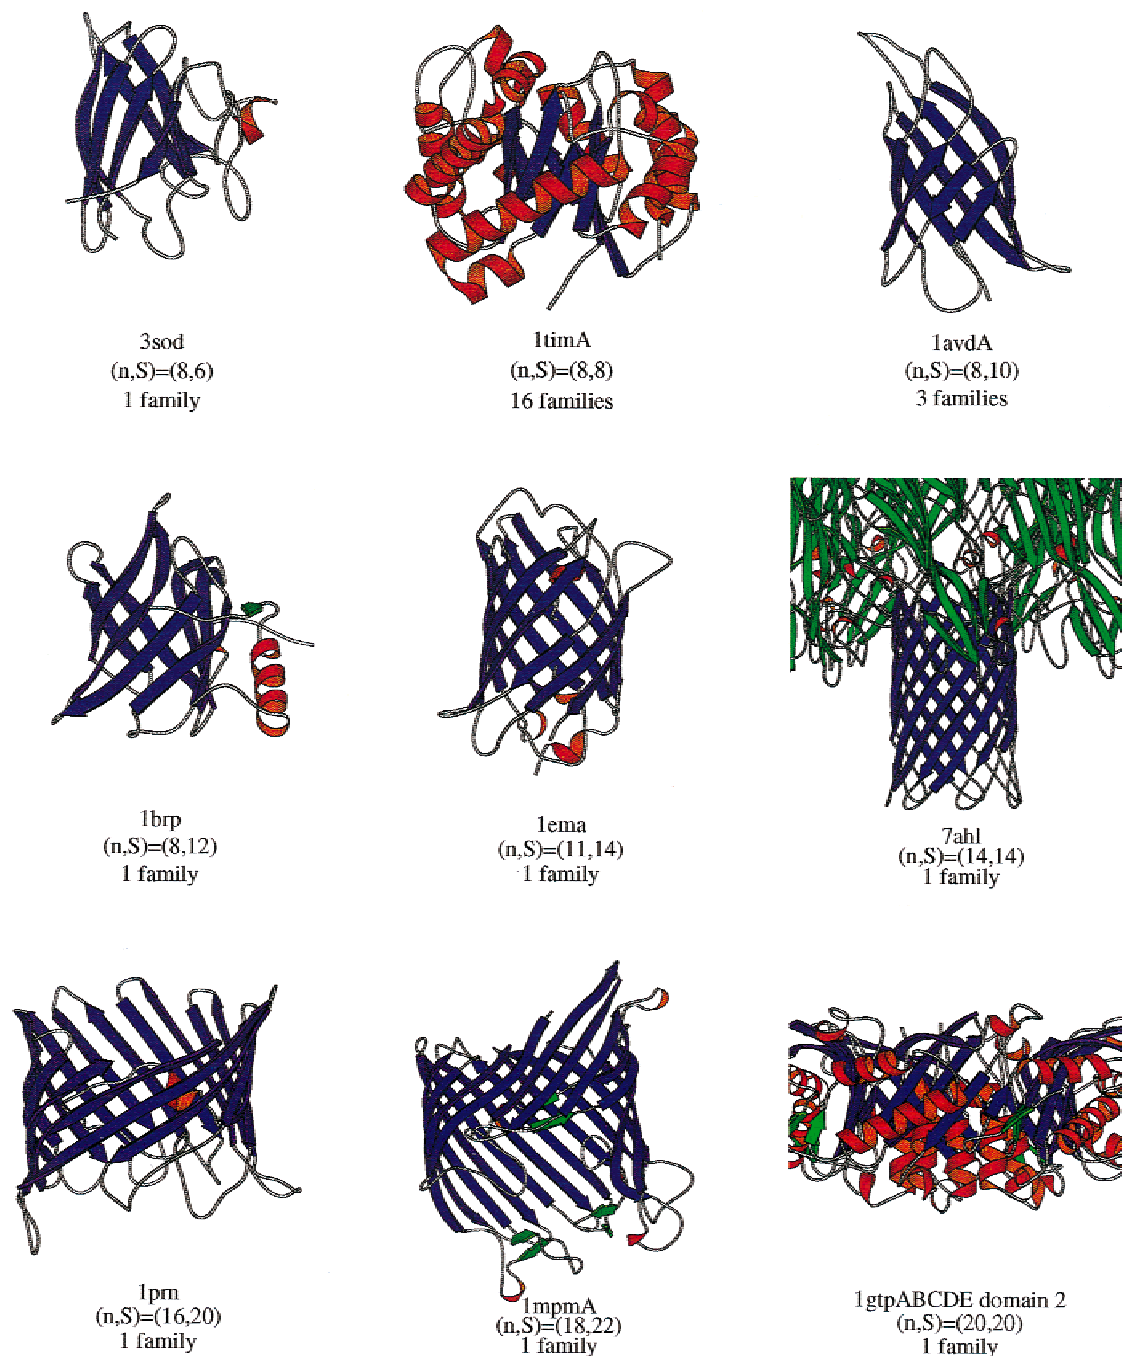 3sod
(n,S)=(8,6)
1 family
1timA
(n,S)=(8,8)
16 families
1avdA
(n,S)=(8,10)
3 families
1brp
(n,S)=(8,12)
1 family
1ema
(n,S)=(11,14)
1 family
7ahl
(n,S)=(14,14)
1 family
1prn
(n,S)=(16,20)
1 family
1mpmA
(n,S)=(18,22)
1 family
1gtpABCDE domain 2
(n,S)=(20,20)
1 family